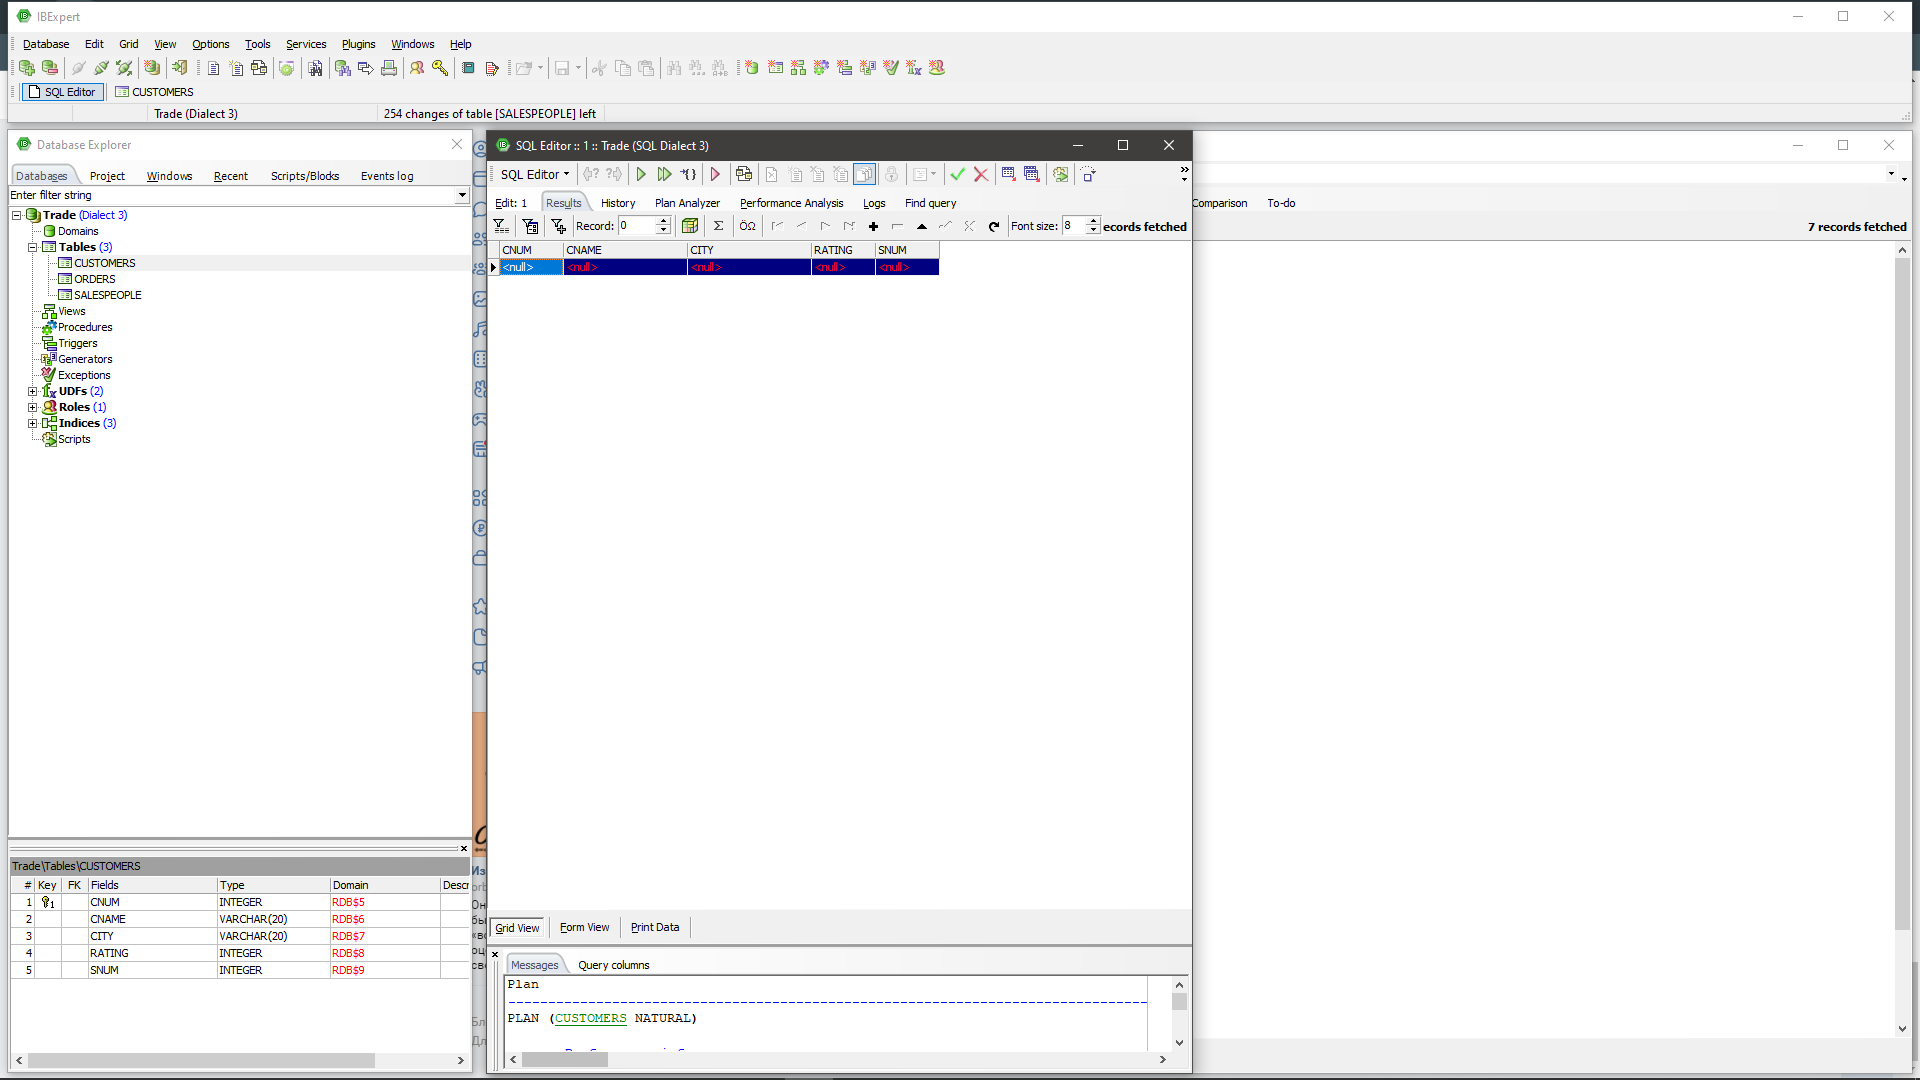 IBExpert
Database Edit Grid View Options Tools Services Plugins Windows Help
SQL Editor CUSTOMERS
Trade (Dialect 3) 254 changes of table [SALESPEOPLE] left
Database Explorer
Databases Project Windows Recent Scripts/Blocks Events log
Enter filter string
Trade (Dialect 3)
Domains
Tables (3)
CUSTOMERS
ORDERS
SALESPEOPLE
Views
Procedures
Triggers
Generators
Exceptions
UDFs (2)
Roles (1)
Indices (3)
Scripts
Trade\Tables\CUSTOMERS
# Key FK Fields Type Domain Descr
1 1 CNUM INTEGER RDB$5
2 CNAME VARCHAR(20) RDB$6
3 CITY VARCHAR(20) RDB$7
4 RATING INTEGER RDB$8
5 SNUM INTEGER RDB$9
SQL Editor :: 1 :: Trade (SQL Dialect 3)
SQL Editor
Edit: 1 Results History Plan Analyzer Performance Analysis Logs Find query
Record: 0 Σ ÖΩ Font size: 8 ecords fetched
CNUM CNAME CITY RATING SNUM
<null> <null> <null> <null> <null>
Grid View Form View Print Data
Messages Query columns
Plan
--------------------------------------------------------------------------------
PLAN (CUSTOMERS NATURAL)
Comparison To-do
7 records fetched